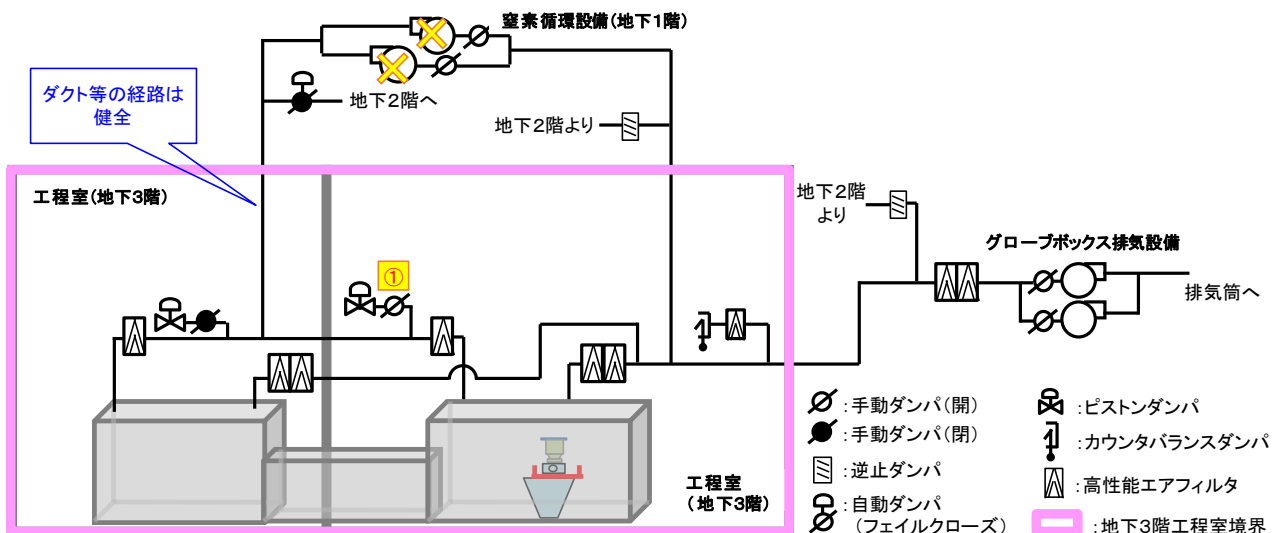 窒素循環設備(地下1階)
ダクト等の経路は
健全
地下2階へ
地下2階より
工程室(地下3階)
地下2階
より
グローブボックス排気設備
①
排気筒へ
工程室
(地下3階)
:手動ダンパ(開)
:手動ダンパ(閉)
:逆止ダンパ
:自動ダンパ
(フェイルクローズ)
:ピストンダンパ
:カウンタバランスダンパ
:高性能エアフィルタ
:地下3階工程室境界